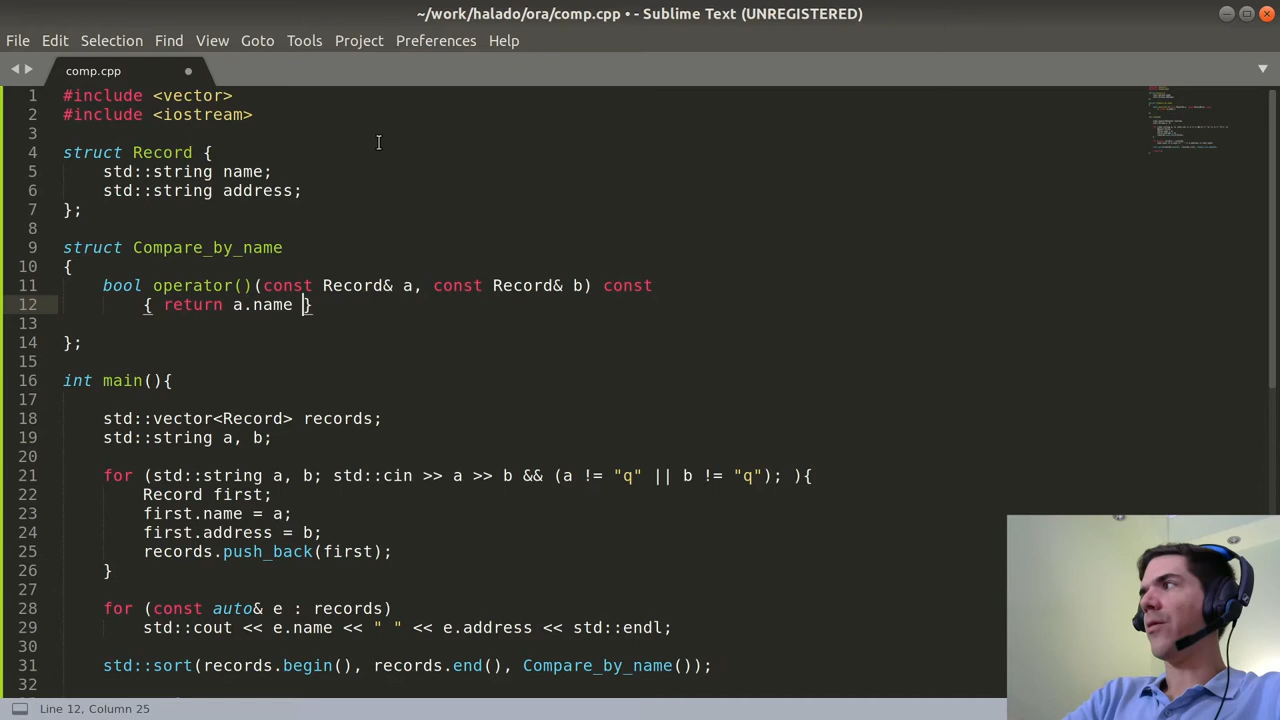 ~/work/halado/ora/comp.cpp • - Sublime Text (UNREGISTERED)
File Edit Selection Find View Goto Tools Project Preferences Help
comp.cpp
1 #include <vector>
2 #include <iostream>
3
4 struct Record {
5 std::string name;
6 std::string address;
7 };
8
9 struct Compare_by_name
10 {
11 bool operator()(const Record& a, const Record& b) const
12 { return a.name }
13
14 };
15
16 int main(){
17
18 std::vector<Record> records;
19 std::string a, b;
20
21 for (std::string a, b; std::cin >> a >> b && (a != "q" || b != "q"); ){
22 Record first;
23 first.name = a;
24 first.address = b;
25 records.push_back(first);
26 }
27
28 for (const auto& e : records)
29 std::cout << e.name << " " << e.address << std::endl;
30
31 std::sort(records.begin(), records.end(), Compare_by_name());
32
Line 12, Column 25